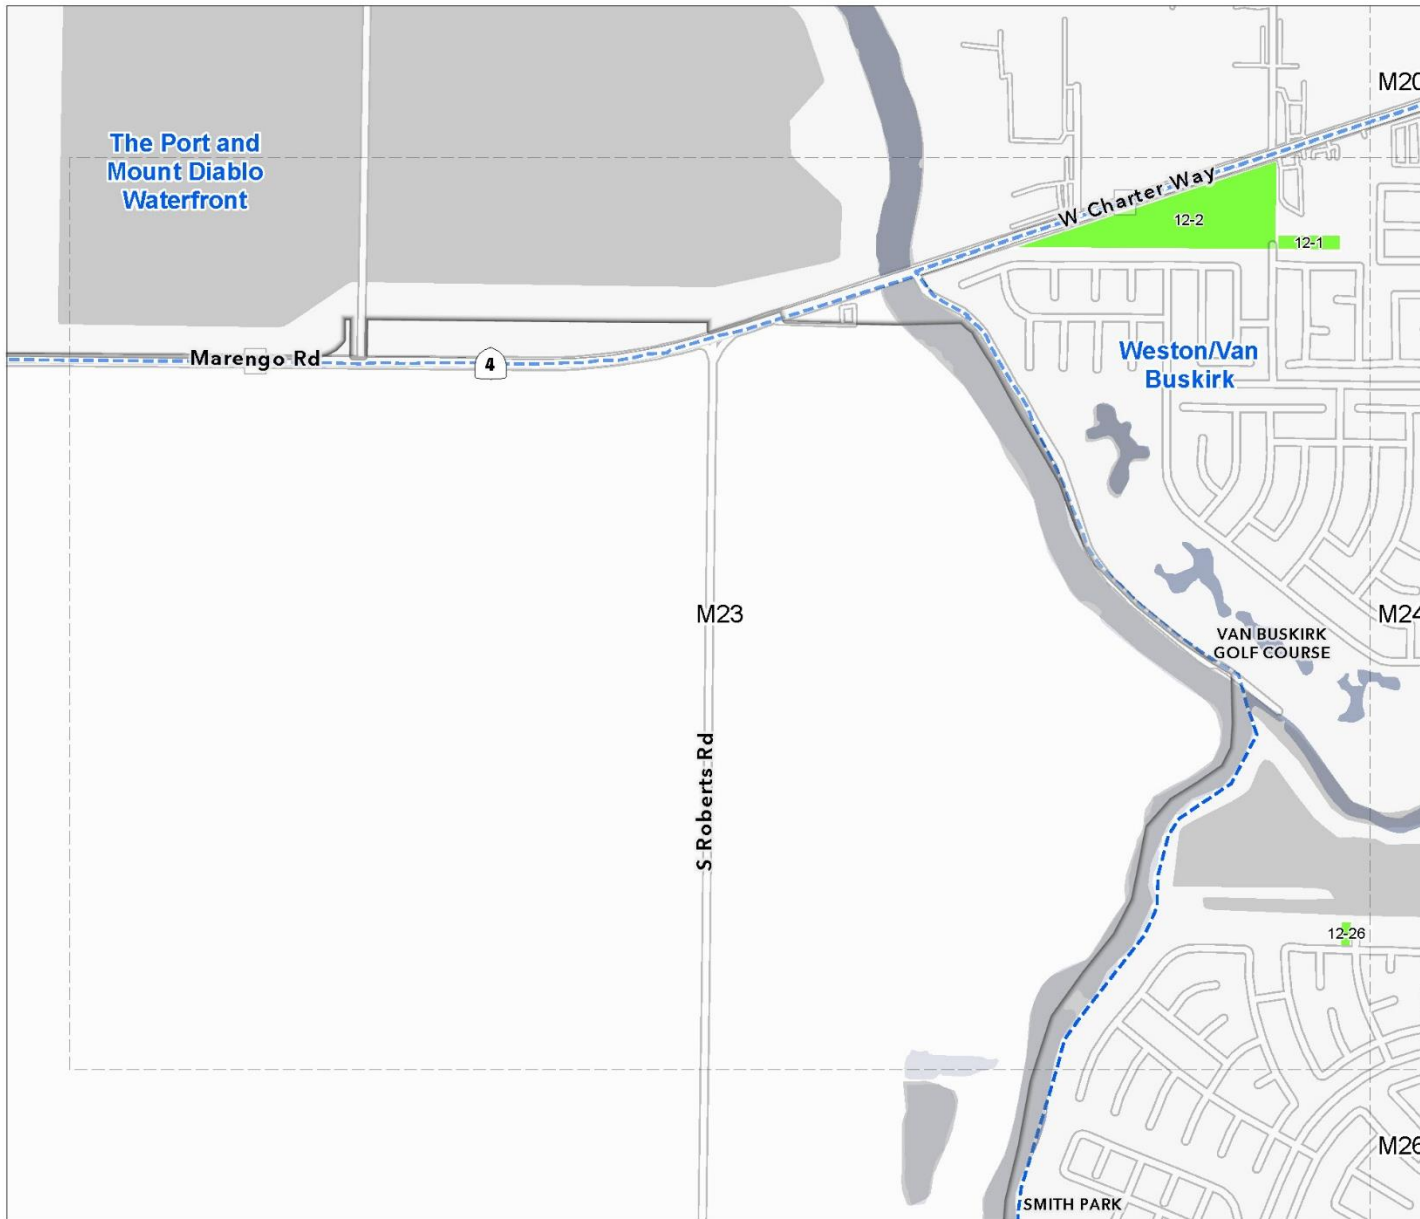 M20
The Port and
Mount Diablo
Waterfront
W Charter Way
12-2
12-1
Marengo Rd
4
Weston/Van
Buskirk
M23
M24
VAN BUSKIRK
GOLF COURSE
S Roberts Rd
12-26
M26
SMITH PARK